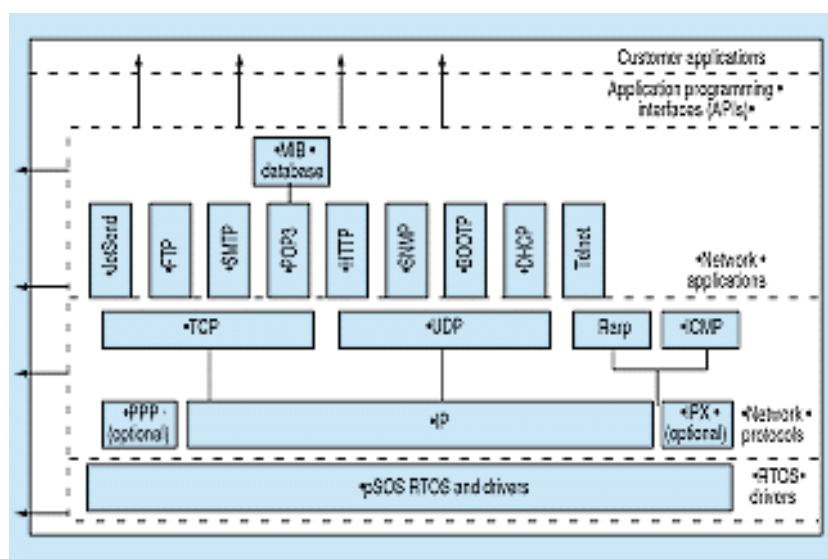 Customer applications
Application programming •
interfaces (APIs)•
•MIB •
database
•JetSend
•FTP
•SMTP
•POP3
•HTTP
•SNMP
•BOOTP
•DHCP
Telnet
•Network •
applications
•TCP
•UDP
Rarp
•ICMP
•PPP •
(optional)
•IP
•IPX •
(optional)
•Network •
protocols
•pSOS RTOS and drivers
•RTOS•
drivers